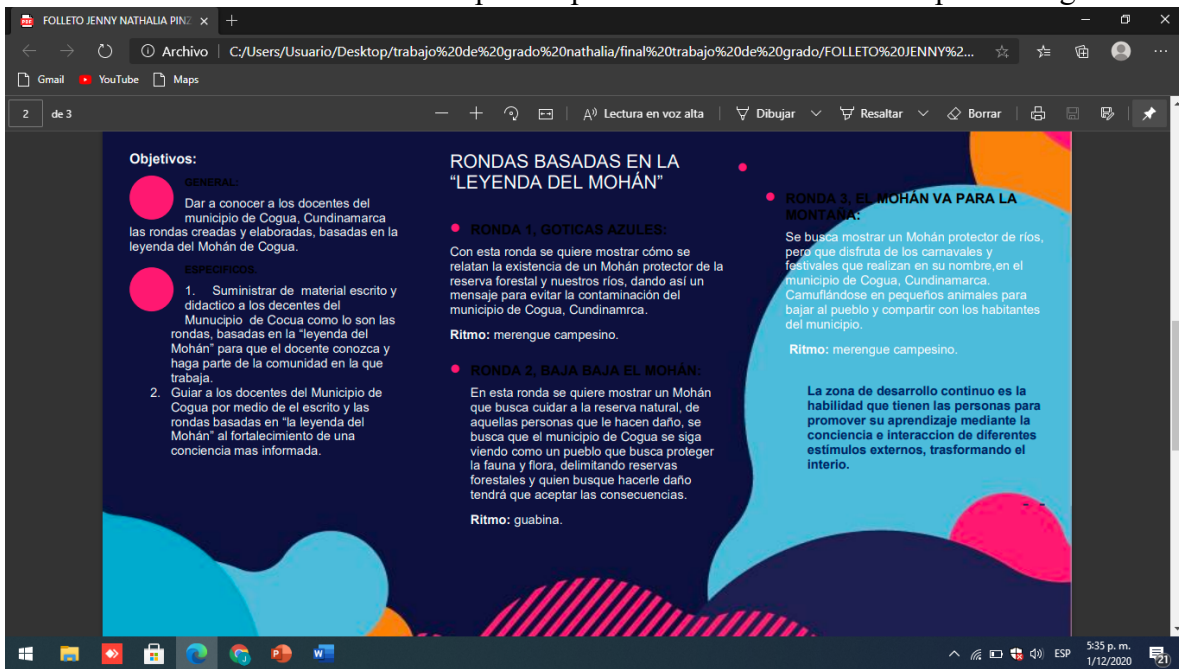 FOLLETO JENNY NATHALIA PINZ
Archivo
C:/Users/Usuario/Desktop/trabajo%20de%20grado%20nathalia/final%20trabajo%20de%20grado/FOLLETO%20JENNY%2...
Gmail
YouTube
Maps
2 de 3
Lectura en voz alta
Dibujar
Resaltar
Borrar
Objetivos:
GENERAL:
Dar a conocer a los docentes del
municipio de Cogua, Cundinamarca
las rondas creadas y elaboradas, basadas en la
leyenda del Mohán de Cogua.
ESPECIFICOS.
1. Suministrar de material escrito y
didactico a los decentes del
Munucipio de Cocua como lo son las
rondas, basadas en la “leyenda del
Mohán” para que el docente conozca y
haga parte de la comunidad en la que
trabaja.
2. Guiar a los docentes del Municipio de
Cogua por medio de el escrito y las
rondas basadas en “la leyenda del
Mohán” al fortalecimiento de una
conciencia mas informada.
RONDAS BASADAS EN LA
“LEYENDA DEL MOHÁN”
RONDA 1, GOTICAS AZULES:
Con esta ronda se quiere mostrar cómo se
relatan la existencia de un Mohán protector de la
reserva forestal y nuestros ríos, dando así un
mensaje para evitar la contaminación del
municipio de Cogua, Cundinamrca.
Ritmo: merengue campesino.
RONDA 2, BAJA BAJA EL MOHÁN:
En esta ronda se quiere mostrar un Mohán
que busca cuidar a la reserva natural, de
aquellas personas que le hacen daño, se
busca que el municipio de Cogua se siga
viendo como un pueblo que busca proteger
la fauna y flora, delimitando reservas
forestales y quien busque hacerle daño
tendrá que aceptar las consecuencias.
Ritmo: guabina.
RONDA 3, EL MOHÁN VA PARA LA
MONTAÑA:
Se busca mostrar un Mohán protector de ríos,
pero que disfruta de los carnavales y
festivales que realizan en su nombre,en el
municipio de Cogua, Cundinamarca.
Camuflándose en pequeños animales para
bajar al pueblo y compartir con los habitantes
del municipio.
Ritmo: merengue campesino.
La zona de desarrollo continuo es la
habilidad que tienen las personas para
promover su aprendizaje mediante la
conciencia e interaccion de diferentes
estímulos externos, trasformando el
interio.
ESP
5:35 p. m.
1/12/2020
21